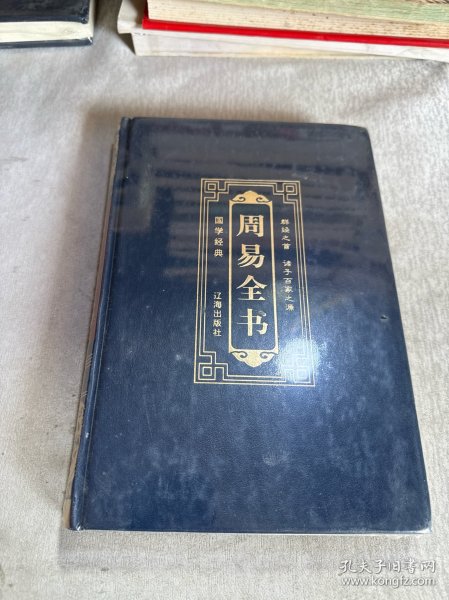 群经之首 诸子百家之源
周易全书
国学经典 辽海出版社
孔夫子旧书网
www.kongfz.com